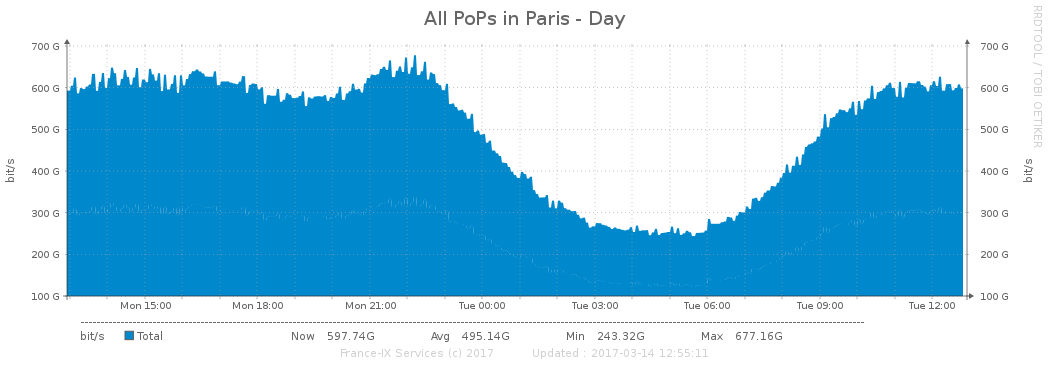 All PoPs in Paris - Day
RRDTOOL / TOBI OETIKER
700 G 700 G
600 G 600 G
500 G 500 G
400 G 400 G
300 G 300 G
200 G 200 G
100 G 100 G
bit/s
bit/s
Mon 15:00 Mon 18:00 Mon 21:00 Tue 00:00 Tue 03:00 Tue 06:00 Tue 09:00 Tue 12:00
bit/s Total Now 597.74G Avg 495.14G Min 243.32G Max 677.16G
France-IX Services (c) 2017 Updated : 2017-03-14 12:55:11